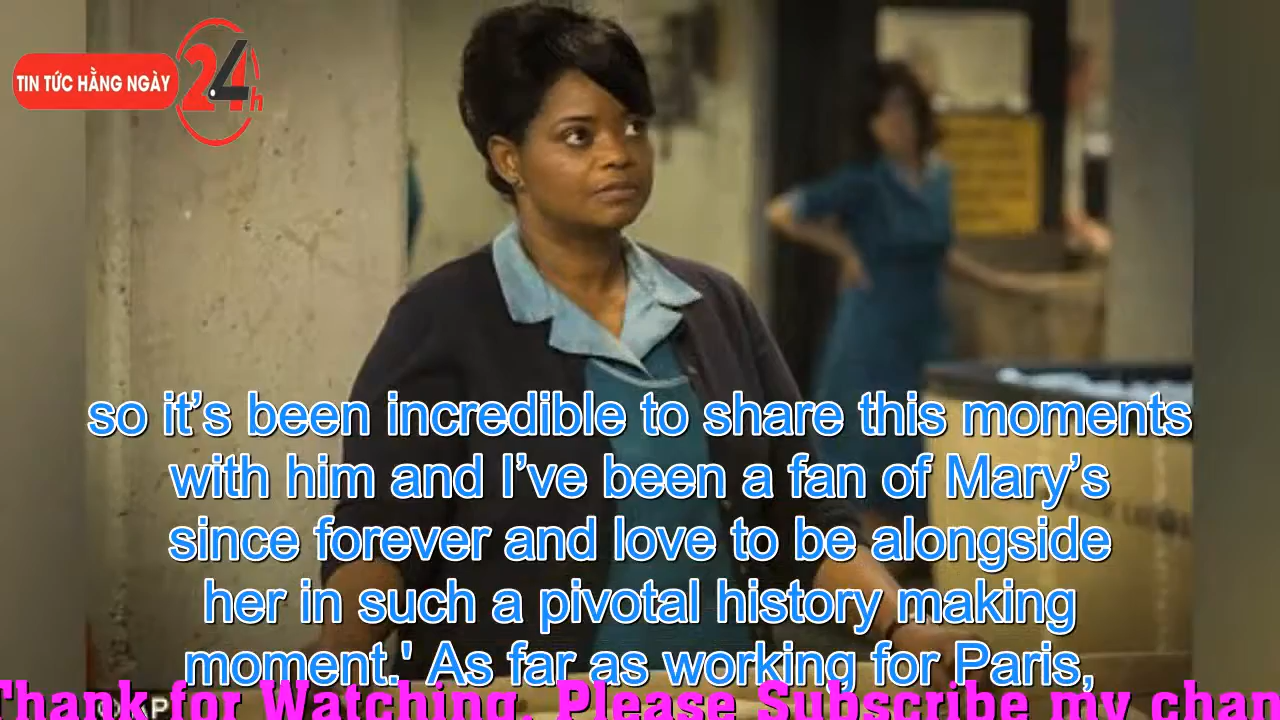 TIN TỨC HẰNG NGÀY
24h
so it’s been incredible to share this moments
with him and I’ve been a fan of Mary’s
since forever and love to be alongside
her in such a pivotal history making
moment.' As far as working for Paris,
Thank for Watching. Please Subscribe my chan
AP